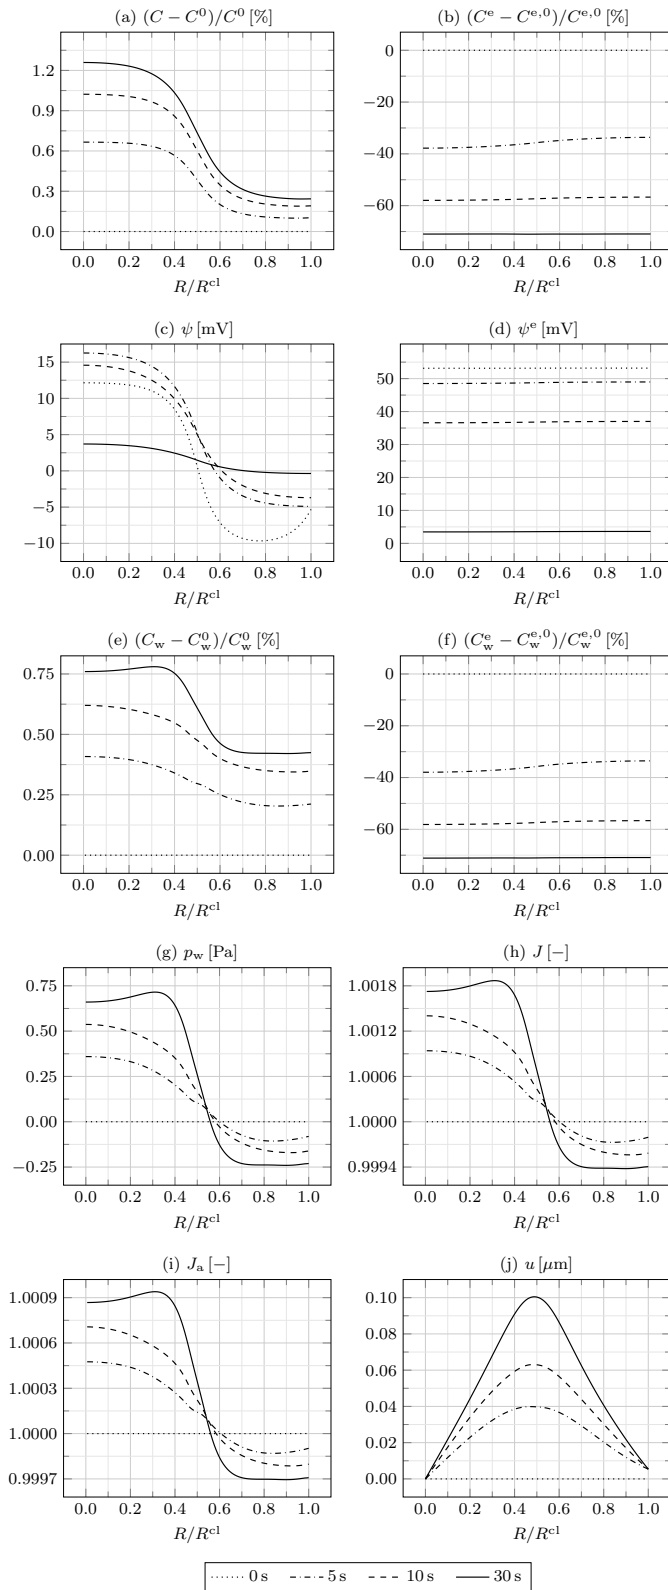 (a) (C − C⁰)/C⁰ [%]
1.2
0.9
0.6
0.3
0.0
0.0 0.2 0.4 0.6 0.8 1.0
R/Rᶜˡ
(b) (Cᵉ − Cᵉ,⁰)/Cᵉ,⁰ [%]
0
−20
−40
−60
0.0 0.2 0.4 0.6 0.8 1.0
R/Rᶜˡ
(c) ψ [mV]
15
10
5
0
−5
−10
0.0 0.2 0.4 0.6 0.8 1.0
R/Rᶜˡ
(d) ψᵉ [mV]
50
40
30
20
10
0
0.0 0.2 0.4 0.6 0.8 1.0
R/Rᶜˡ
(e) (C_w − C_w⁰)/C_w⁰ [%]
0.75
0.50
0.25
0.00
0.0 0.2 0.4 0.6 0.8 1.0
R/Rᶜˡ
(f) (C_wᵉ − C_wᵉ,⁰)/C_wᵉ,⁰ [%]
0
−20
−40
−60
0.0 0.2 0.4 0.6 0.8 1.0
R/Rᶜˡ
(g) p_w [Pa]
0.75
0.50
0.25
0.00
−0.25
0.0 0.2 0.4 0.6 0.8 1.0
R/Rᶜˡ
(h) J [−]
1.0018
1.0012
1.0006
1.0000
0.9994
0.0 0.2 0.4 0.6 0.8 1.0
R/Rᶜˡ
(i) J_a [−]
1.0009
1.0006
1.0003
1.0000
0.9997
0.0 0.2 0.4 0.6 0.8 1.0
R/Rᶜˡ
(j) u [μm]
0.10
0.08
0.06
0.04
0.02
0.00
0.0 0.2 0.4 0.6 0.8 1.0
R/Rᶜˡ
0 s 5 s 10 s 30 s